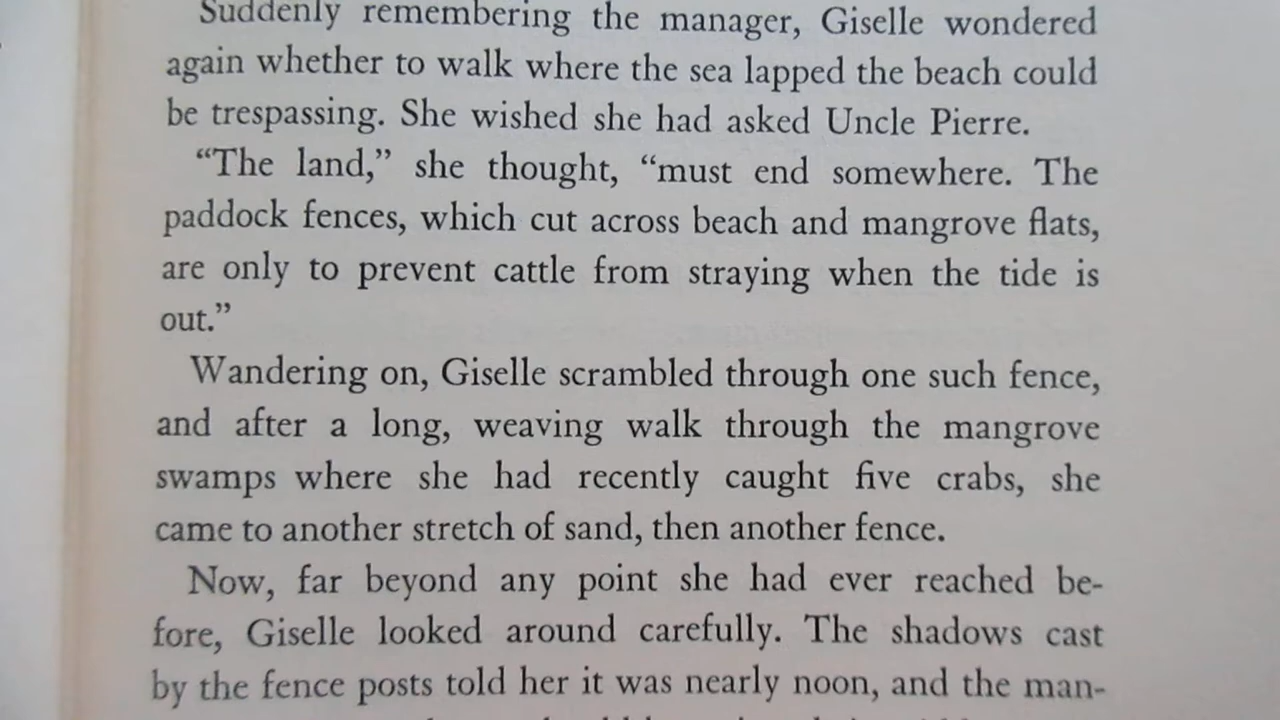 Suddenly remembering the manager, Giselle wondered
again whether to walk where the sea lapped the beach could
be trespassing. She wished she had asked Uncle Pierre.
“The land,” she thought, “must end somewhere. The
paddock fences, which cut across beach and mangrove flats,
are only to prevent cattle from straying when the tide is
out.”
Wandering on, Giselle scrambled through one such fence,
and after a long, weaving walk through the mangrove
swamps where she had recently caught five crabs, she
came to another stretch of sand, then another fence.
Now, far beyond any point she had ever reached be-
fore, Giselle looked around carefully. The shadows cast
by the fence posts told her it was nearly noon, and the man-